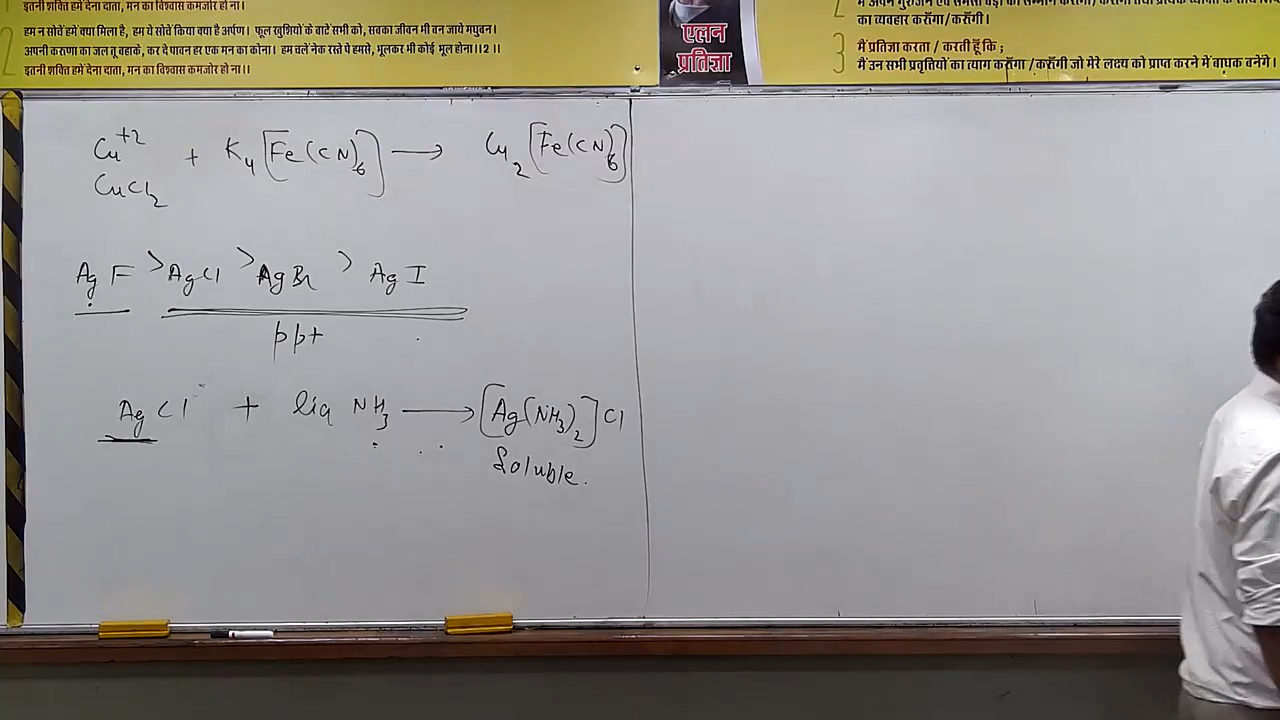 इतनी शक्ति हमें देना दाता, मन का विश्वास कमजोर हो ना।
हम न सोचें हमें क्या मिला है, हम ये सोचें किया क्या है अर्पण। फूल खुशियों के बाटें सभी को, सबका जीवन भी बन जाये मधुबन।
2 अपनी करुणा का जल तू बहाके, कर दे पावन हर एक मन का कोना। हम चलें नेक रस्ते पे हमसे, भूलकर भी कोई भूल होना।।2।।
इतनी शक्ति हमें देना दाता, मन का विश्वास कमजोर हो ना।।
एलन
प्रतिज्ञा
2
का व्यवहार करूँगा/करूँगी।
3 मैं प्रतिज्ञा करता / करती हूँ कि ;
मैं उन सभी प्रवृत्तियों का त्याग करूँगा /करूँगी जो मेरे लक्ष्य को प्राप्त करने में बाधक बनेंगे।
Cu+2 + K4[Fe(CN)6] → Cu2[Fe(CN)6]
CuCl2
AgF > AgCl > AgBr > AgI
ppt
AgCl + liq NH3 → [Ag(NH3)2]Cl
Soluble.